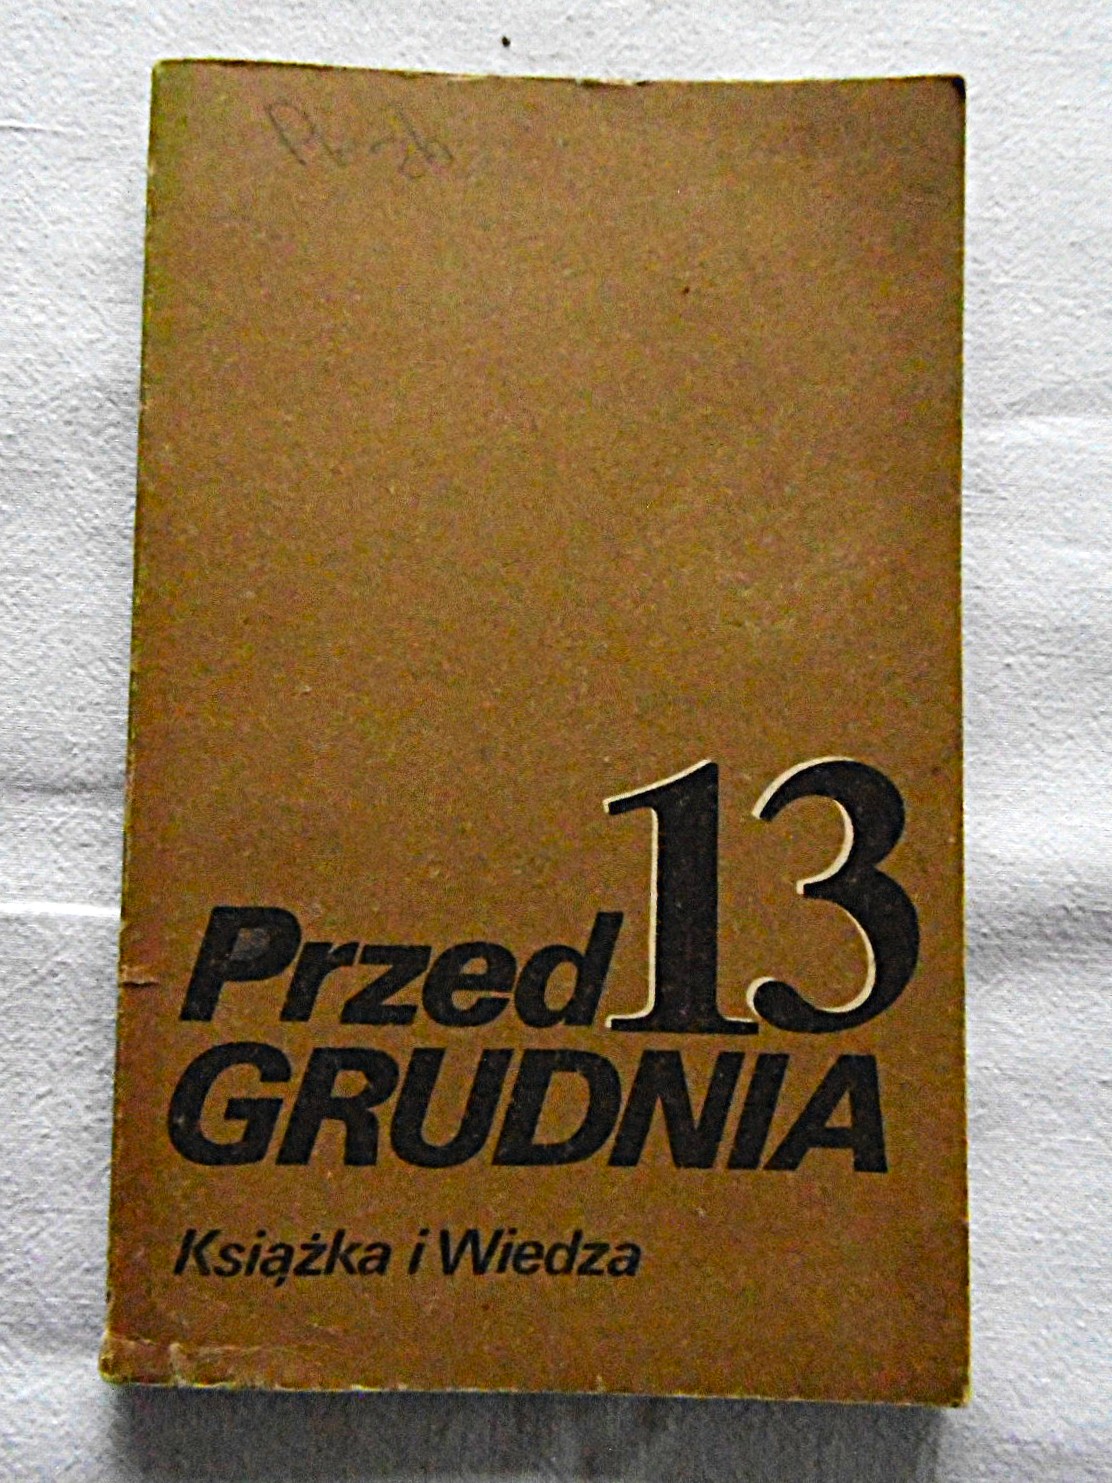 Przed 13
GRUDNIA
Książka i Wiedza